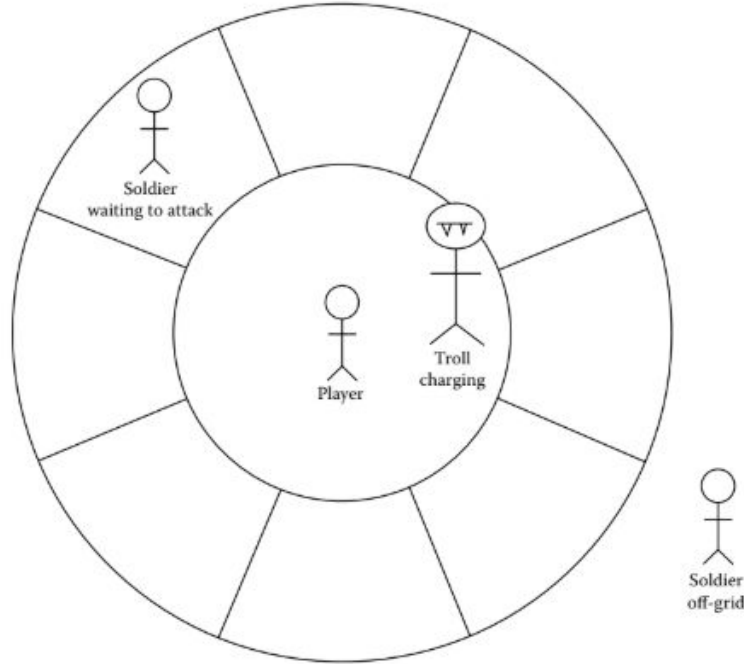 Soldier
waiting to attack
Troll
charging
Player
Soldier
off-grid